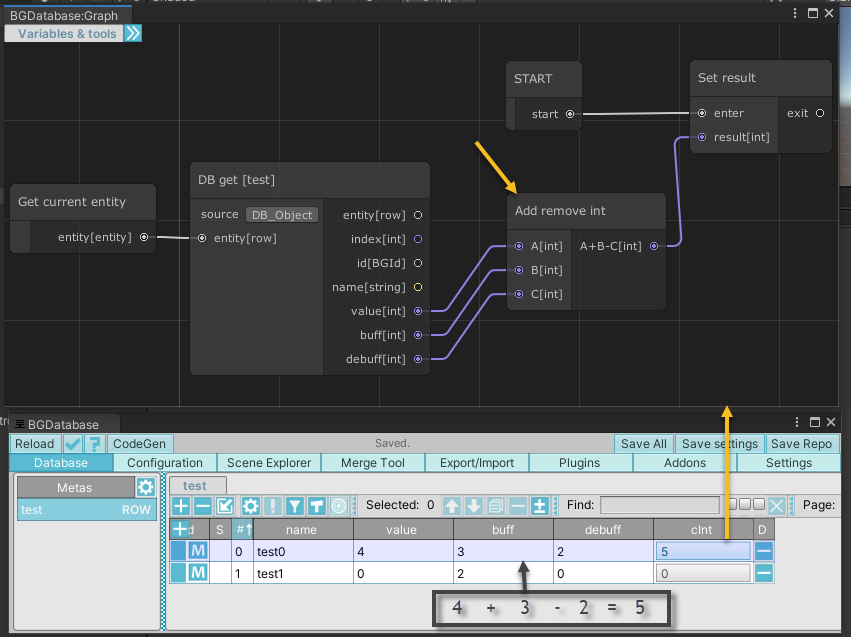 BGDatabase:Graph
Variables & tools
START
start
Set result
enter
exit
result[int]
Get current entity
entity[entity]
DB get [test]
source
DB_Object
entity[row]
entity[row]
index[int]
id[BGId]
name[string]
value[int]
buff[int]
debuff[int]
Add remove int
A[int]
A+B-C[int]
B[int]
C[int]
BGDatabase
Reload
CodeGen
Saved.
Save All
Save settings
Save Repo
Database
Configuration
Scene Explorer
Merge Tool
Export/Import
Plugins
Addons
Settings
Metas
test ROW
test
Selected: 0
Find:
Page:
d S # name value buff debuff cInt D
M 0 test0 4 3 2 5
M 1 test1 0 2 0 0
4 + 3 - 2 = 5